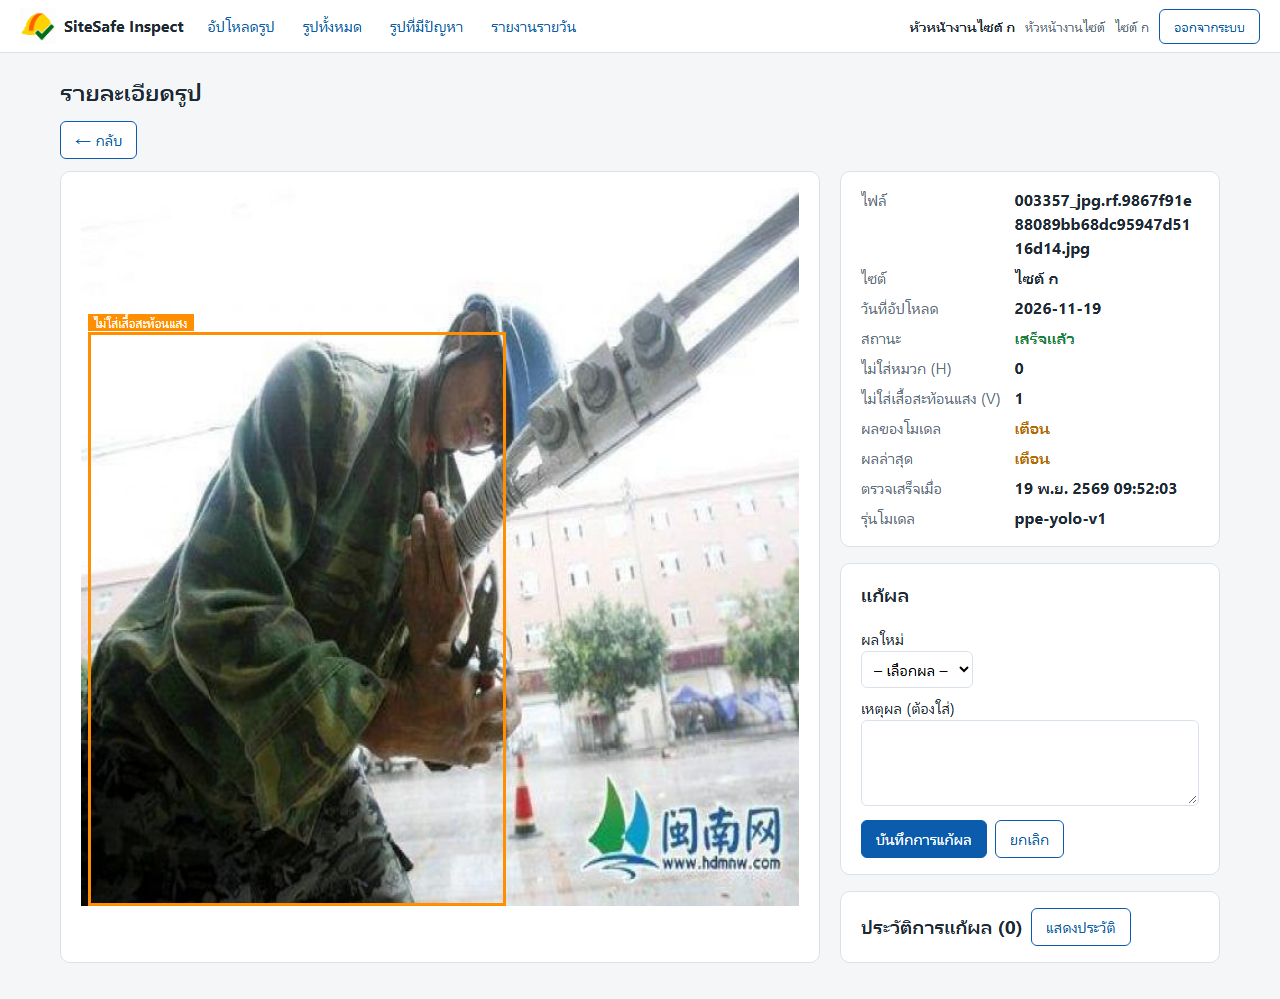 SiteSafe Inspect อัปโหลดรูป รูปทั้งหมด รูปที่มีปัญหา รายงานรายวัน หัวหน้างานไซต์ ก หัวหน้างานไซต์ ไซต์ ก ออกจากระบบ
รายละเอียดรูป
← กลับ
ไม่ใส่เสื้อสะท้อนแสง
闽南网
www.hdmnw.com
ไฟล์ 003357_jpg.rf.9867f91e
88089bb68dc95947d51
16d14.jpg
ไซต์ ไซต์ ก
วันที่อัปโหลด 2026-11-19
สถานะ เสร็จแล้ว
ไม่ใส่หมวก (H) 0
ไม่ใส่เสื้อสะท้อนแสง (V) 1
ผลของโมเดล เตือน
ผลล่าสุด เตือน
ตรวจเสร็จเมื่อ 19 พ.ย. 2569 09:52:03
รุ่นโมเดล ppe-yolo-v1
แก้ผล
ผลใหม่
– เลือกผล –
เหตุผล (ต้องใส่)
บันทึกการแก้ผล ยกเลิก
ประวัติการแก้ผล (0) แสดงประวัติ